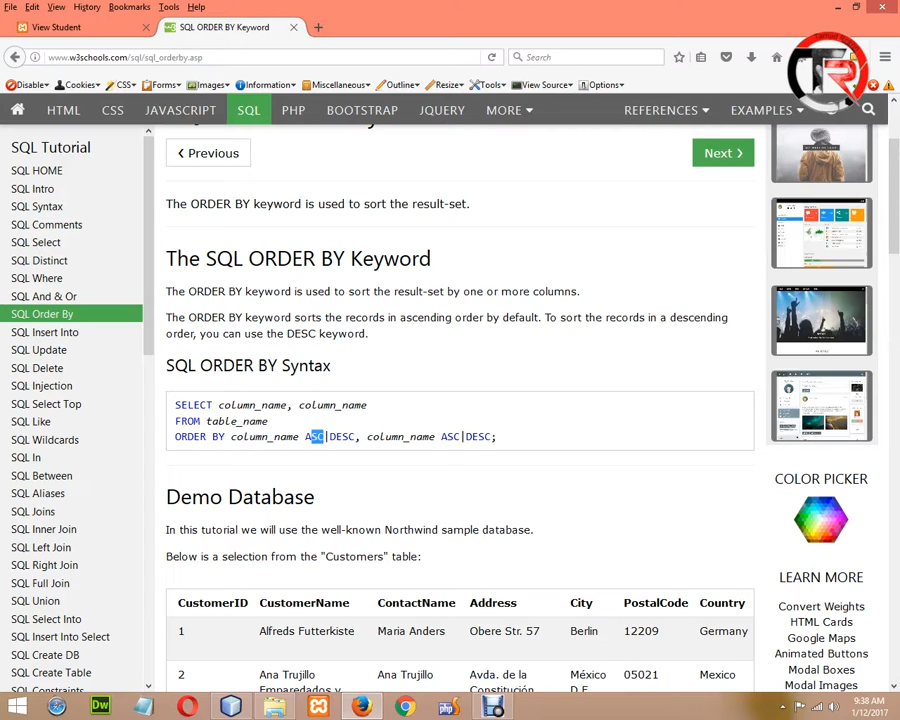 File Edit View History Bookmarks Tools Help
View Student
SQL ORDER BY Keyword
www.w3schools.com/sql/sql_orderby.asp
Search
Disable Cookies CSS Forms Images Information Miscellaneous Outline Resize Tools View Source Options
HTML CSS JAVASCRIPT SQL PHP BOOTSTRAP JQUERY MORE REFERENCES EXAMPLES
TR
SQL Tutorial
SQL HOME
SQL Intro
SQL Syntax
SQL Comments
SQL Select
SQL Distinct
SQL Where
SQL And & Or
SQL Order By
SQL Insert Into
SQL Update
SQL Delete
SQL Injection
SQL Select Top
SQL Like
SQL Wildcards
SQL In
SQL Between
SQL Aliases
SQL Joins
SQL Inner Join
SQL Left Join
SQL Right Join
SQL Full Join
SQL Union
SQL Select Into
SQL Insert Into Select
SQL Create DB
SQL Create Table
SQL Constraints
❮ Previous
Next ❯
The ORDER BY keyword is used to sort the result-set.
The SQL ORDER BY Keyword
The ORDER BY keyword is used to sort the result-set by one or more columns.
The ORDER BY keyword sorts the records in ascending order by default. To sort the records in a descending
order, you can use the DESC keyword.
SQL ORDER BY Syntax
SELECT column_name, column_name
FROM table_name
ORDER BY column_name ASC|DESC, column_name ASC|DESC;
Demo Database
In this tutorial we will use the well-known Northwind sample database.
Below is a selection from the "Customers" table:
CustomerID CustomerName ContactName Address City PostalCode Country
1 Alfreds Futterkiste Maria Anders Obere Str. 57 Berlin 12209 Germany
2 Ana Trujillo Ana Trujillo Avda. de la México 05021 Mexico
Emparedados y Constitución D.F.
COLOR PICKER
LEARN MORE
Convert Weights
HTML Cards
Google Maps
Animated Buttons
Modal Boxes
Modal Images
Dw
php
9:38 AM
1/12/2017